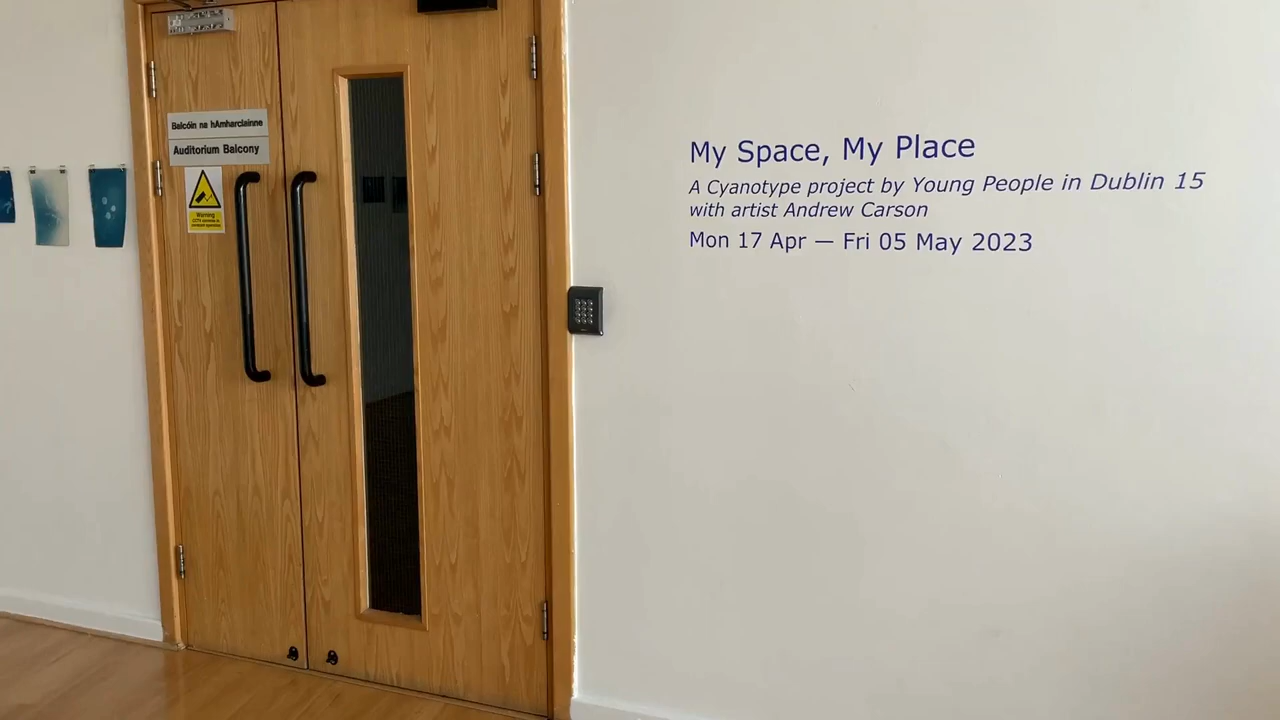 Balcóin na hAmharclainne
Auditorium Balcony
Warning
My Space, My Place
A Cyanotype project by Young People in Dublin 15
with artist Andrew Carson
Mon 17 Apr — Fri 05 May 2023